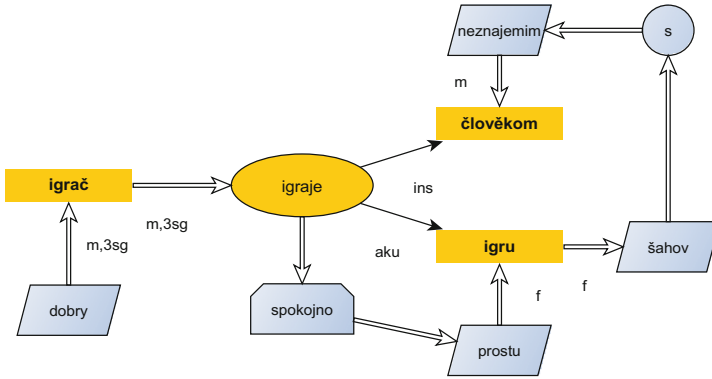 neznajemim
s
m
člověkom
igrač
igraje
ins
m,3sg
m,3sg
aku
igru
šahov
f
f
dobry
spokojno
prostu